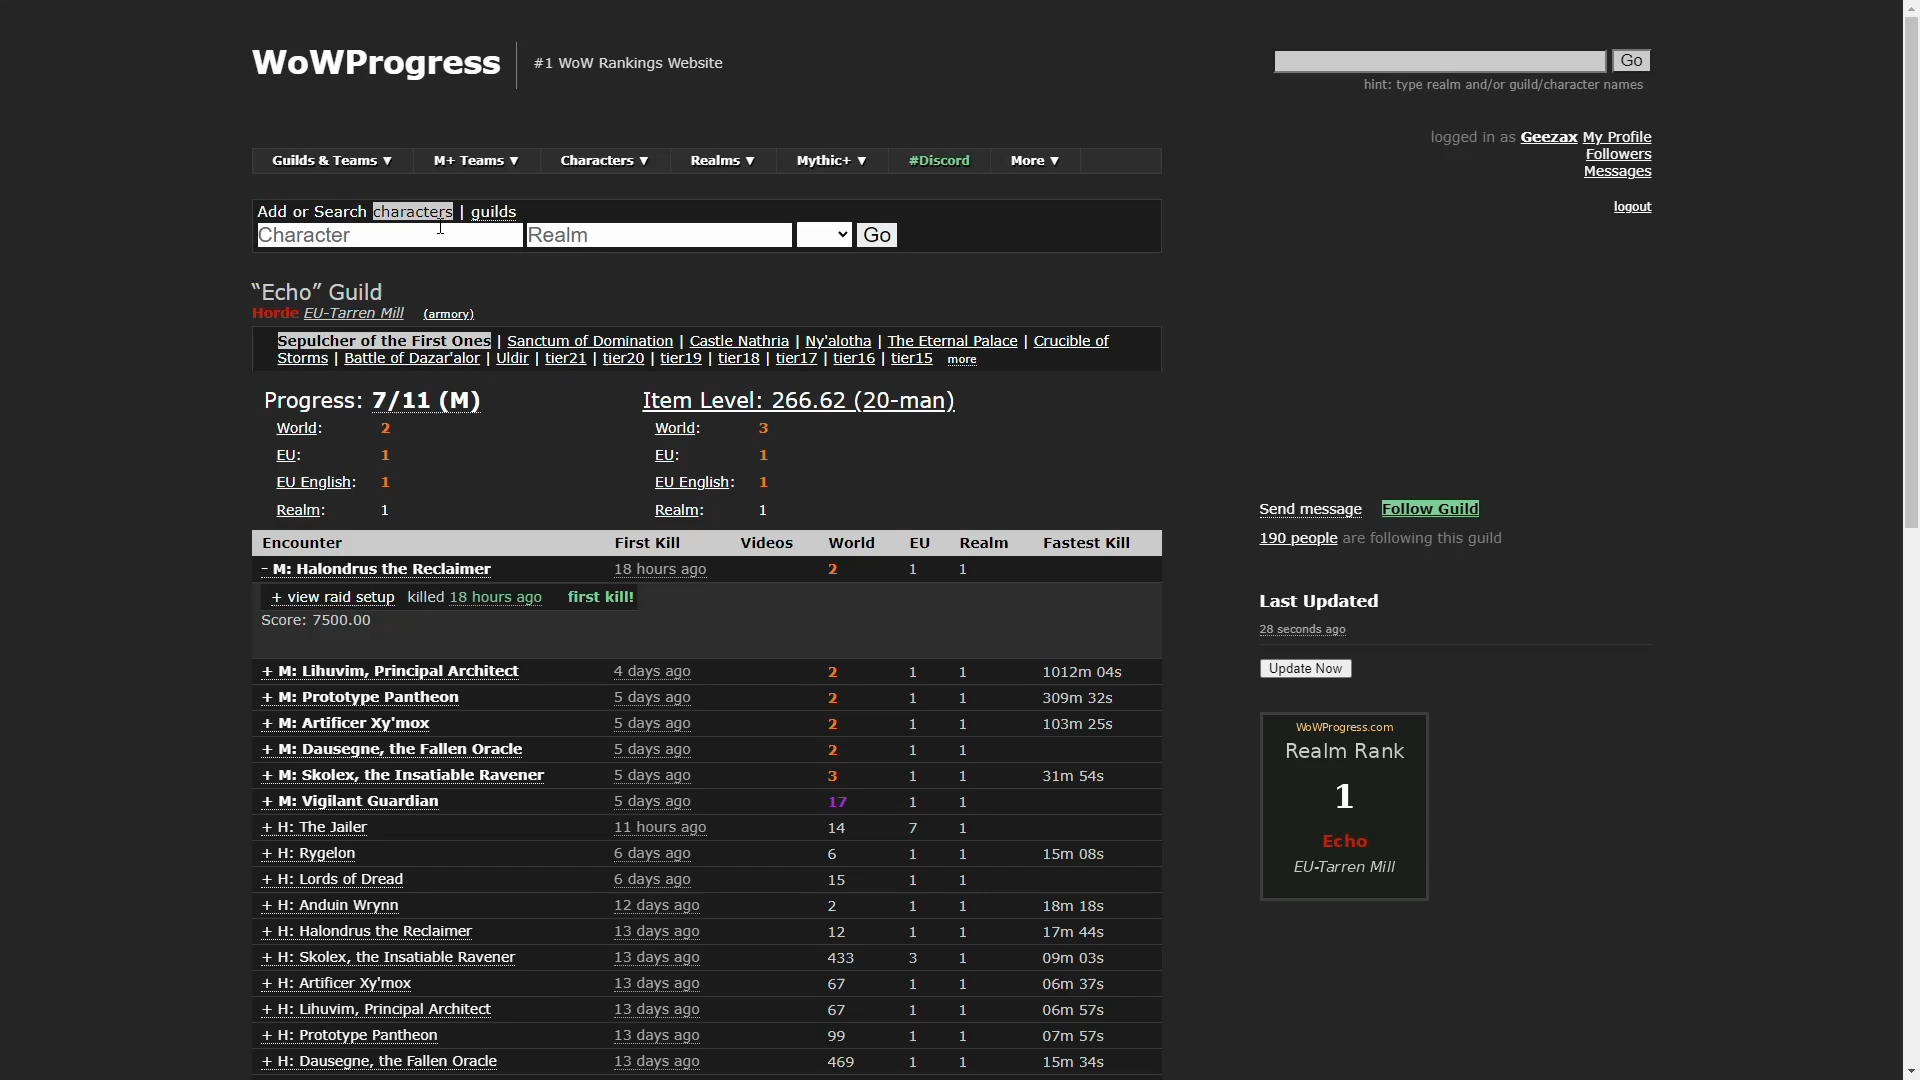 WoWProgress
#1 WoW Rankings Website
Go
hint: type realm and/or guild/character names
logged in as Geezax My Profile
Followers
Messages
logout
Guilds & Teams ▼ M+ Teams ▼ Characters ▼ Realms ▼ Mythic+ ▼ #Discord More ▼
Add or Search characters | guilds
Character Realm Go
“Echo” Guild
Horde EU-Tarren Mill (armory)
Sepulcher of the First Ones | Sanctum of Domination | Castle Nathria | Ny'alotha | The Eternal Palace | Crucible of
Storms | Battle of Dazar'alor | Uldir | tier21 | tier20 | tier19 | tier18 | tier17 | tier16 | tier15 more
Progress: 7/11 (M) Item Level: 266.62 (20-man)
World: 2 World: 3
EU: 1 EU: 1
EU English: 1 EU English: 1
Realm: 1 Realm: 1
Encounter First Kill Videos World EU Realm Fastest Kill
- M: Halondrus the Reclaimer 18 hours ago 2 1 1
+ view raid setup killed 18 hours ago first kill!
Score: 7500.00
+ M: Lihuvim, Principal Architect 4 days ago 2 1 1 1012m 04s
+ M: Prototype Pantheon 5 days ago 2 1 1 309m 32s
+ M: Artificer Xy'mox 5 days ago 2 1 1 103m 25s
+ M: Dausegne, the Fallen Oracle 5 days ago 2 1 1
+ M: Skolex, the Insatiable Ravener 5 days ago 3 1 1 31m 54s
+ M: Vigilant Guardian 5 days ago 17 1 1
+ H: The Jailer 11 hours ago 14 7 1
+ H: Rygelon 6 days ago 6 1 1 15m 08s
+ H: Lords of Dread 6 days ago 15 1 1
+ H: Anduin Wrynn 12 days ago 2 1 1 18m 18s
+ H: Halondrus the Reclaimer 13 days ago 12 1 1 17m 44s
+ H: Skolex, the Insatiable Ravener 13 days ago 433 3 1 09m 03s
+ H: Artificer Xy'mox 13 days ago 67 1 1 06m 37s
+ H: Lihuvim, Principal Architect 13 days ago 67 1 1 06m 57s
+ H: Prototype Pantheon 13 days ago 99 1 1 07m 57s
+ H: Dausegne, the Fallen Oracle 13 days ago 469 1 1 15m 34s
Send message Follow Guild
190 people are following this guild
Last Updated
28 seconds ago
Update Now
WoWProgress.com
Realm Rank
1
Echo
EU-Tarren Mill